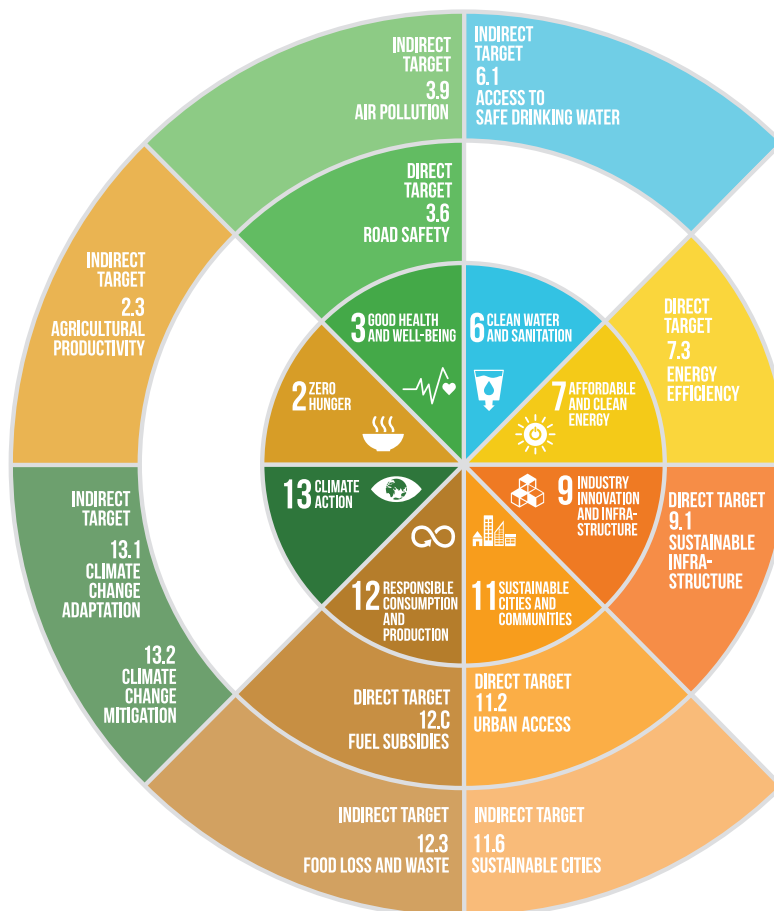 INDIRECT
TARGET
3.9
AIR POLLUTION
INDIRECT
TARGET
6.1
ACCESS TO
SAFE DRINKING WATER
DIRECT
TARGET
3.6
ROAD SAFETY
INDIRECT
TARGET
2.3
AGRICULTURAL
PRODUCTIVITY
3 GOOD HEALTH
AND WELL-BEING
6 CLEAN WATER
AND SANITATION
DIRECT
TARGET
7.3
ENERGY
EFFICIENCY
2 ZERO
HUNGER
7 AFFORDABLE
AND CLEAN
ENERGY
13 CLIMATE
ACTION
9 INDUSTRY
INNOVATION
AND INFRA-
STRUCTURE
DIRECT TARGET
9.1
SUSTAINABLE
INFRA-
STRUCTURE
INDIRECT
TARGET
13.1
CLIMATE
CHANGE
ADAPTATION
13.2
CLIMATE
CHANGE
MITIGATION
12 RESPONSIBLE
CONSUMPTION
AND
PRODUCTION
11 SUSTAINABLE
CITIES AND
COMMUNITIES
DIRECT TARGET
12.C
FUEL SUBSIDIES
DIRECT TARGET
11.2
URBAN ACCESS
INDIRECT TARGET
12.3
FOOD LOSS AND WASTE
INDIRECT TARGET
11.6
SUSTAINABLE CITIES